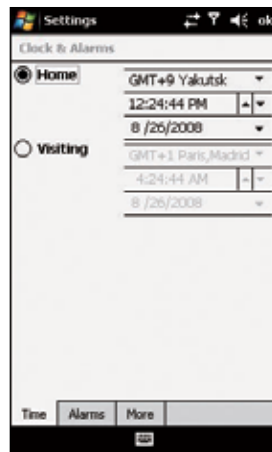 Settings ok
Clock & Alarms
Home GMT+9 Yakutsk
12:24:44 PM
8 /26/2008
Visiting GMT+1 Paris,Madrid
4:24:44 AM
8 /26/2008
Time Alarms More